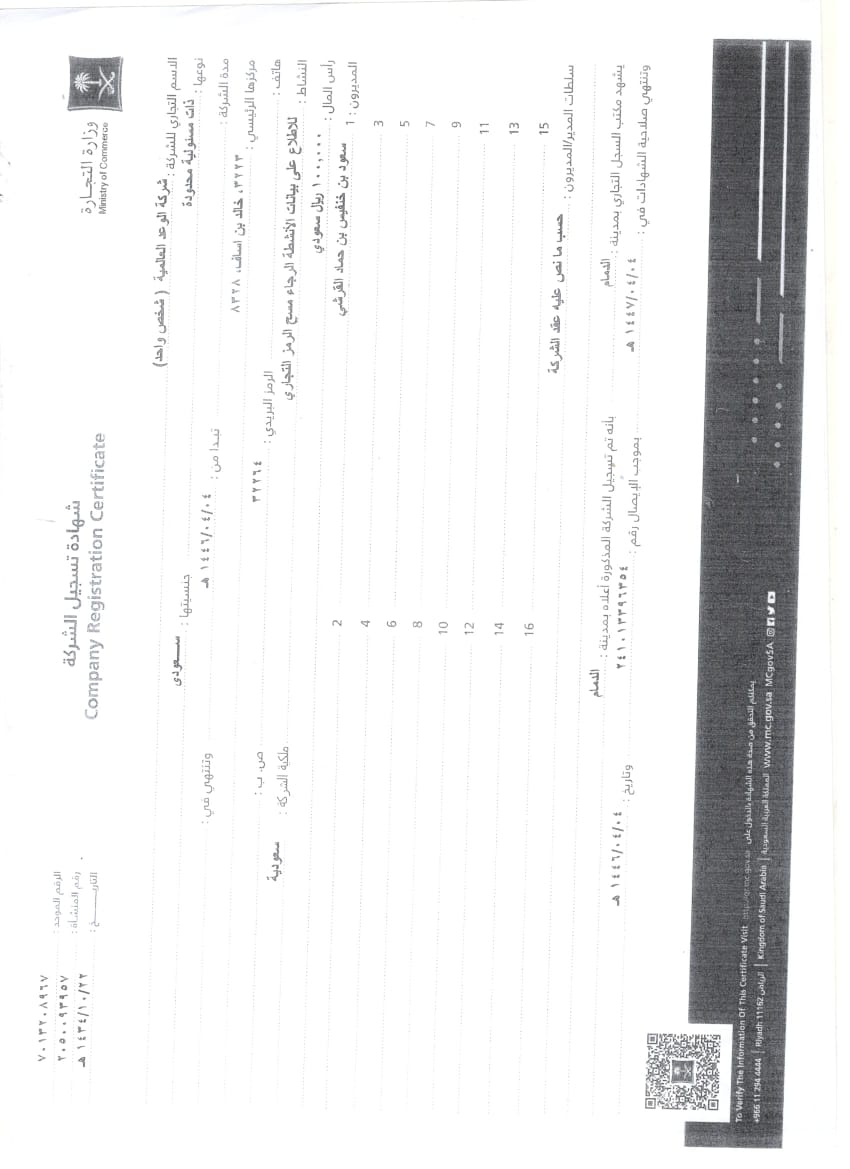 وزارة التجارة
Ministry of Commerce
شهادة تسجيل الشركة
Company Registration Certificate
الرقم الموحد : ٧٠١٣٢٠٨٩٦٧
رقم المنشأة : ٢٠٥٠٠٩٣٩٥٧
التاريخ : ١٤٣٤/١٠/٢٢ هـ
الاسم التجاري للشركة : شركة الوعد العالمية ( شخص واحد)
نوعها : ذات مسئولية محدودة جنسيتها : سعودى
مدة الشركة : تبدا من : ١٤٤٦/٠٤/٠٤ هـ وتنتهي في :
مركزها الرئيسي : ٣٢٢٣، خالد بن اساف، ٨٣٢٨
هاتف : الرمز البريدي : ٣٢٢٦٤ ص. ب :
النشاط : للاطلاع على بيانات الأنشطة الرجاء مسح الرمز التجاري ملكية الشركة : سعودية
رأس المال : ١٠٠,٠٠٠ ريال سعودي
المديرون : 1 سعود بن خنفيس بن حماد القرشي 2
3 4
5 6
7 8
9 10
11 12
13 14
15 16
سلطات المدير/المديرون : حسب ما نص عليه عقد الشركة
يشهد مكتب السجل التجاري بمدينة : الدمام بأنه تم تسجيل الشركة المذكورة أعلاه بمدينة : الدمام
وتنتهي صلاحية الشهادات في : ١٤٤٧/٠٤/٠٤ هـ بموجب الإيصال رقم : ٢٤١٠١٣٣٩٦٣٥٤ وتاريخ : ١٤٤٦/٠٤/٠٤ هـ
To Verify The Information Of This Certificate Visit يمكنكم التحقق من صحة هذه الشهادة بالدخول على
+966 11 294 4444 | Riyadh 11162 الرياض | Kingdom of Saudi Arabia | المملكة العربية السعودية www.mc.gov.sa MCgovSA